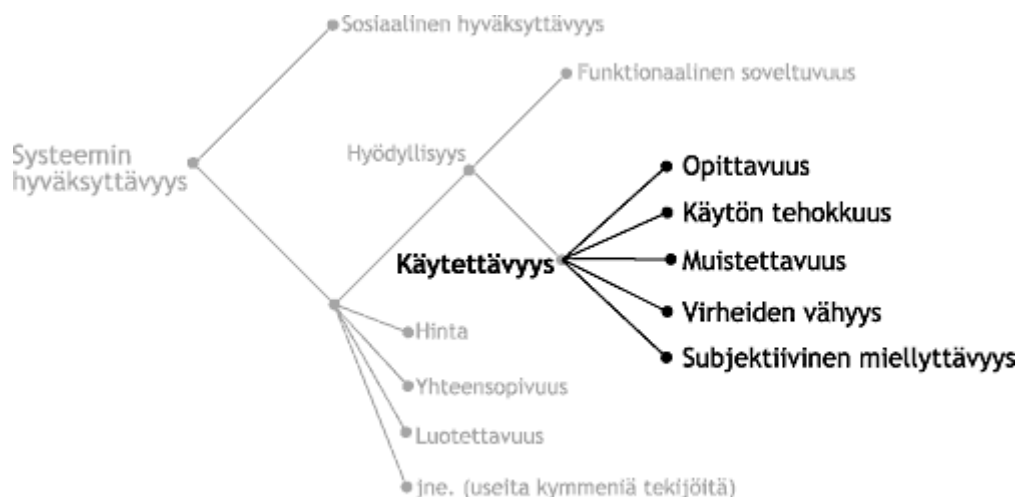 Sosiaalinen hyväksyttävyys
Funktionaalinen soveltuvuus
Systeemin
hyväksyttävyys
Hyödyllisyys
Opittavuus
Käytön tehokkuus
Käytettävyys
Muistettavuus
Virheiden vähyys
Hinta
Subjektiivinen miellyttävyys
Yhteensopivuus
Luotettavuus
jne. (useita kymmeniä tekijöitä)